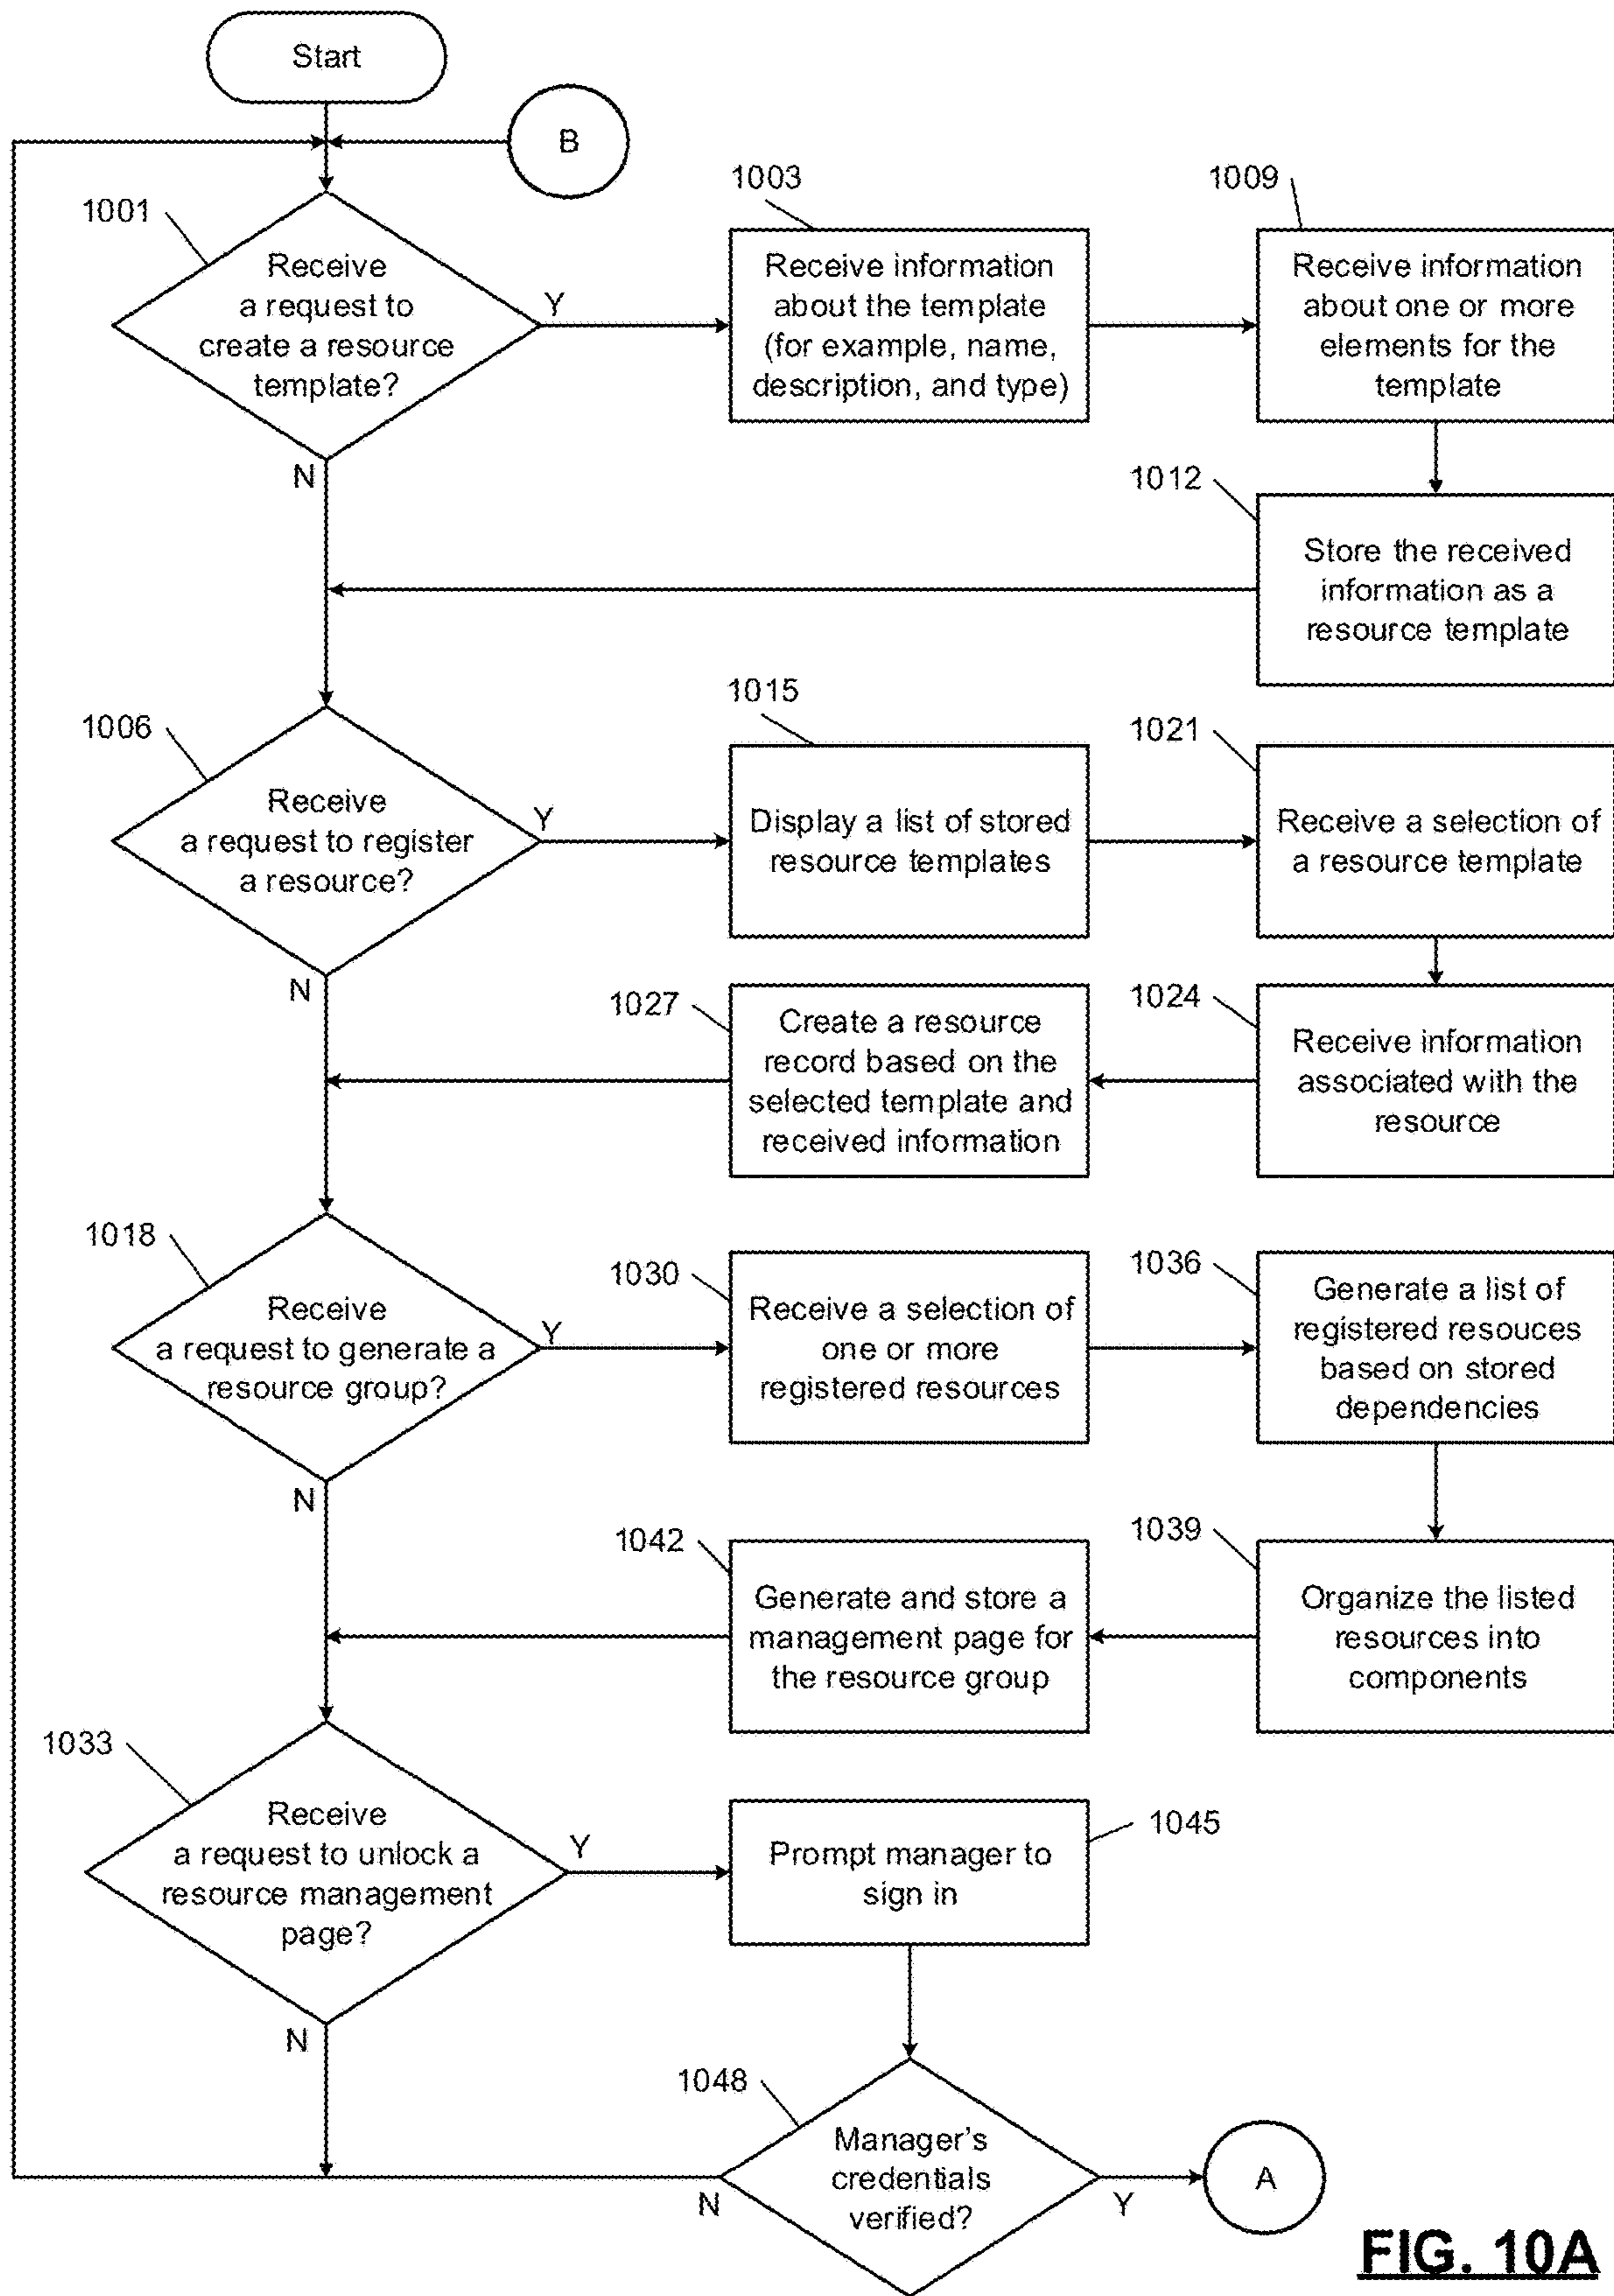 Start
B
1001
Receive
a request to
create a resource
template?
Y
N
1003
Receive information
about the template
(for example, name,
description, and type)
1009
Receive information
about one or more
elements for the
template
1012
Store the received
information as a
resource template
1006
Receive
a request to register
a resource?
Y
N
1015
Display a list of stored
resource templates
1021
Receive a selection of
a resource template
1024
Receive information
associated with the
resource
1027
Create a resource
record based on the
selected template and
received information
1018
Receive
a request to generate a
resource group?
Y
N
1030
Receive a selection of
one or more
registered resources
1036
Generate a list of
registered resouces
based on stored
dependencies
1039
Organize the listed
resources into
components
1042
Generate and store a
management page for
the resource group
1033
Receive
a request to unlock a
resource management
page?
Y
N
1045
Prompt manager to
sign in
1048
Manager's
credentials
verified?
N
Y
A
FIG. 10A